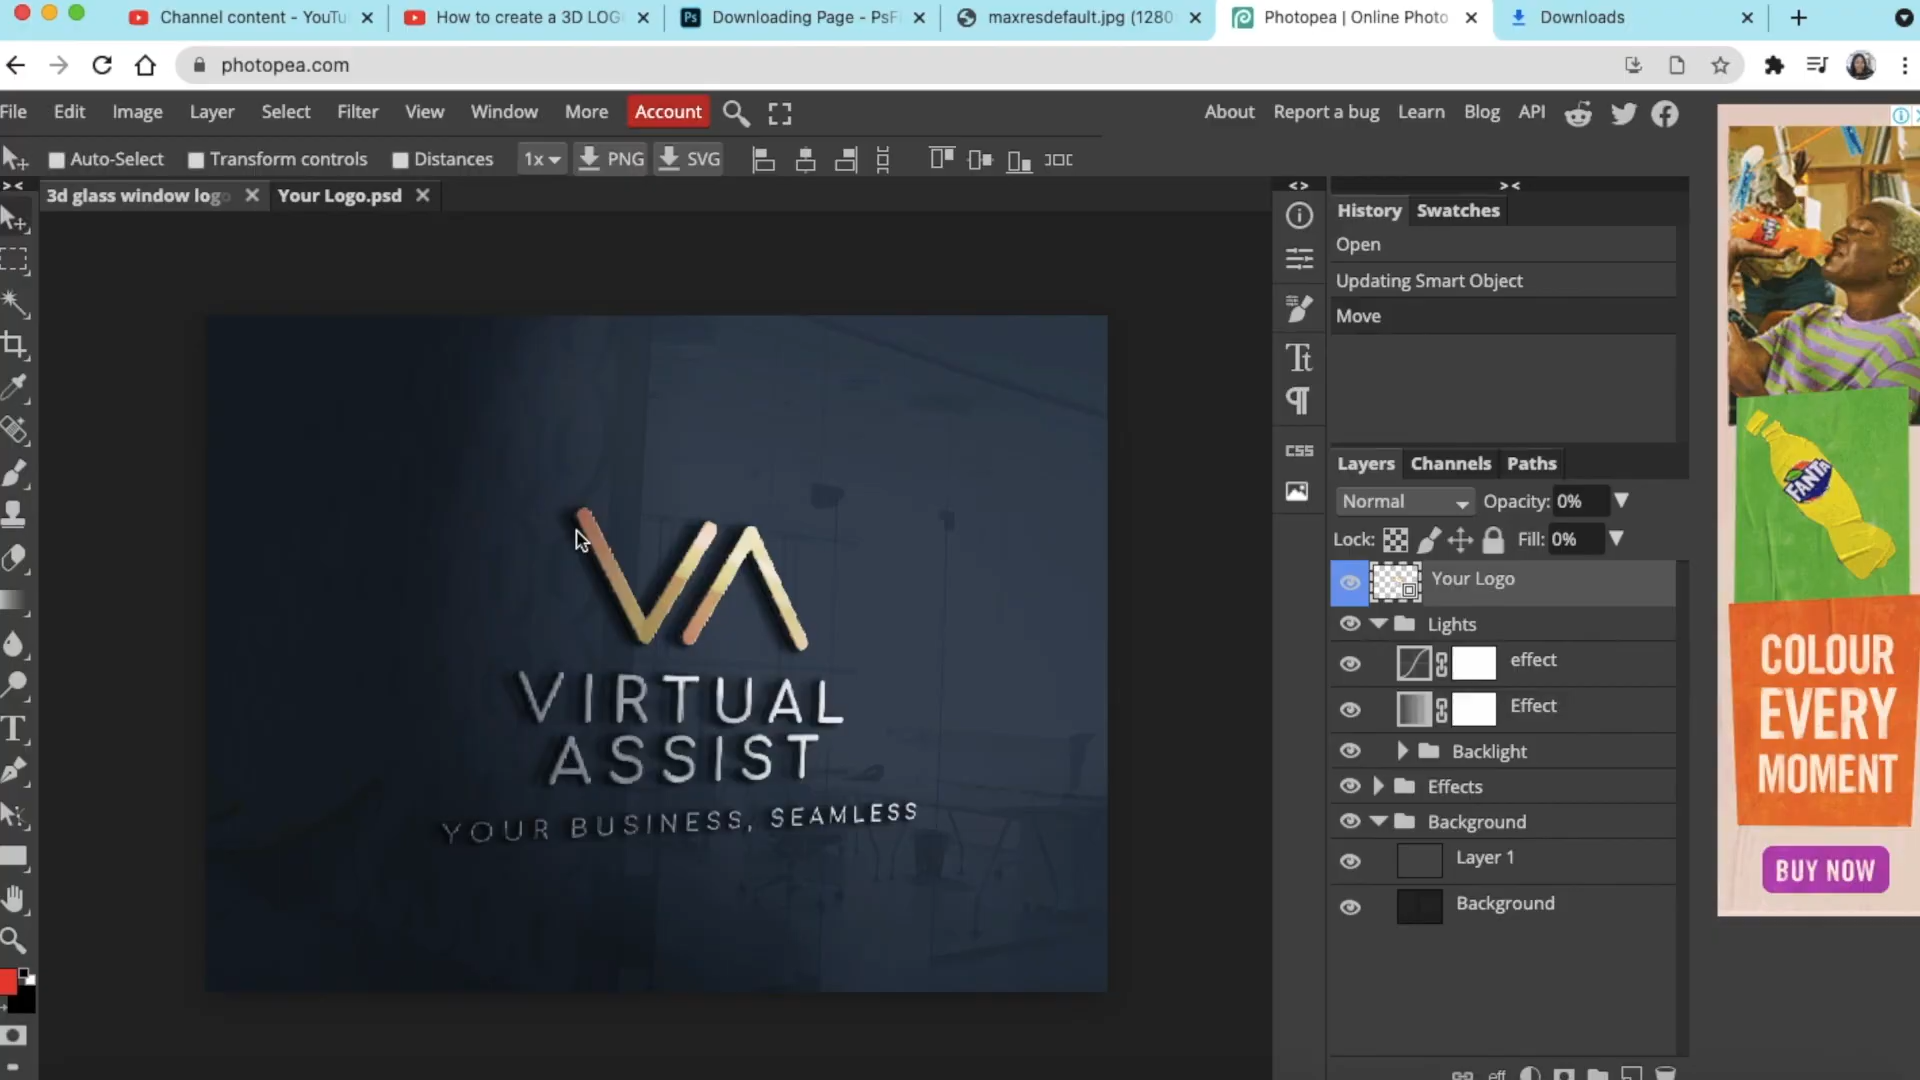 Channel content - YouTu
How to create a 3D LOG
Downloading Page - PsF
maxresdefault.jpg (1280
Photopea | Online Photo
Downloads
photopea.com
File Edit Image Layer Select Filter View Window More Account
About Report a bug Learn Blog API
Auto-Select Transform controls Distances 1x PNG SVG
3d glass window logo
Your Logo.psd
History Swatches
Open
Updating Smart Object
Move
CSS
Layers Channels Paths
Normal Opacity: 0%
Lock: Fill: 0%
Your Logo
Lights
effect
Effect
Backlight
Effects
Background
Layer 1
Background
eff
VA
VIRTUAL
ASSIST
YOUR BUSINESS, SEAMLESS
FANTA
COLOUR
EVERY
MOMENT
BUY NOW